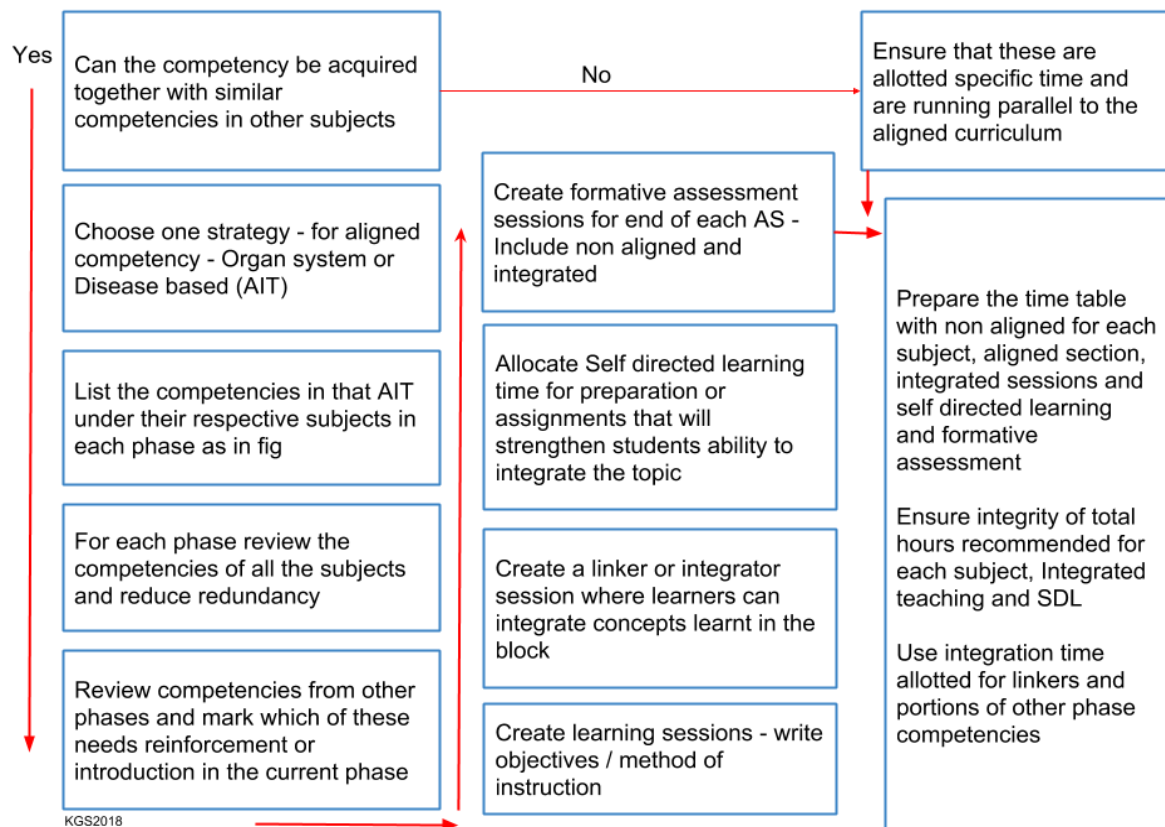 Yes
Can the competency be acquired
together with similar
competencies in other subjects
No
Ensure that these are
allotted specific time and
are running parallel to the
aligned curriculum
Choose one strategy - for aligned
competency - Organ system or
Disease based (AIT)
List the competencies in that AIT
under their respective subjects in
each phase as in fig
For each phase review the
competencies of all the subjects
and reduce redundancy
Review competencies from other
phases and mark which of these
needs reinforcement or
introduction in the current phase
KGS2018
Create formative assessment
sessions for end of each AS -
Include non aligned and
integrated
Allocate Self directed learning
time for preparation or
assignments that will
strengthen students ability to
integrate the topic
Create a linker or integrator
session where learners can
integrate concepts learnt in the
block
Create learning sessions - write
objectives / method of
instruction
Prepare the time table
with non aligned for each
subject, aligned section,
integrated sessions and
self directed learning
and formative
assessment
Ensure integrity of total
hours recommended for
each subject, Integrated
teaching and SDL
Use integration time
allotted for linkers and
portions of other phase
competencies